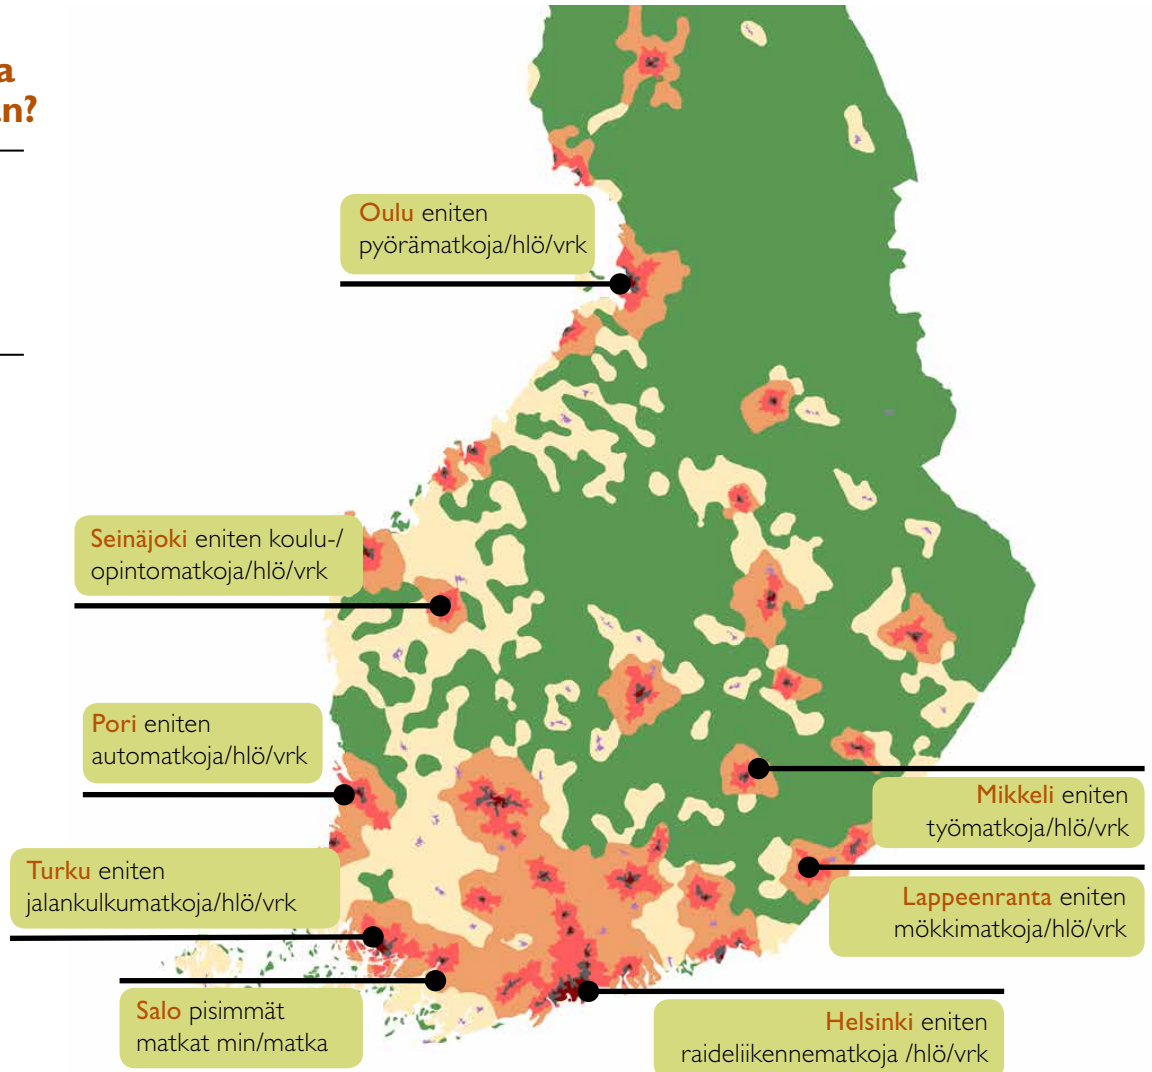 a
n?
Oulu eniten
pyörämatkoja/hlö/vrk
Seinäjoki eniten koulu-/
opintomatkoja/hlö/vrk
Pori eniten
automatkoja/hlö/vrk
Mikkeli eniten
työmatkoja/hlö/vrk
Turku eniten
jalankulkumatkoja/hlö/vrk
Lappeenranta eniten
mökkimatkoja/hlö/vrk
Salo pisimmät
matkat min/matka
Helsinki eniten
raideliikennematkoja /hlö/vrk